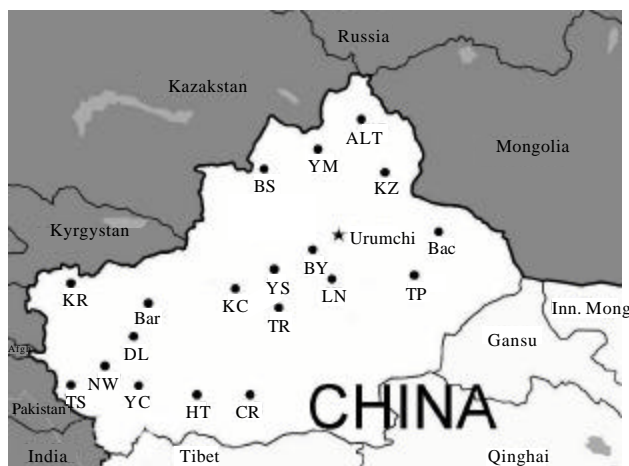 Russia
Kazakstan
ALT
Mongolia
YM
BS
KZ
Kyrgystan
Urumchi
Bac
BY
KR
YS
LN
TP
KC
Bar
TR
Inn. Mong
Gansu
DL
Afgh
NW
TS
YC
HT
CR
CHINA
Pakistan
India
Tibet
Qinghai